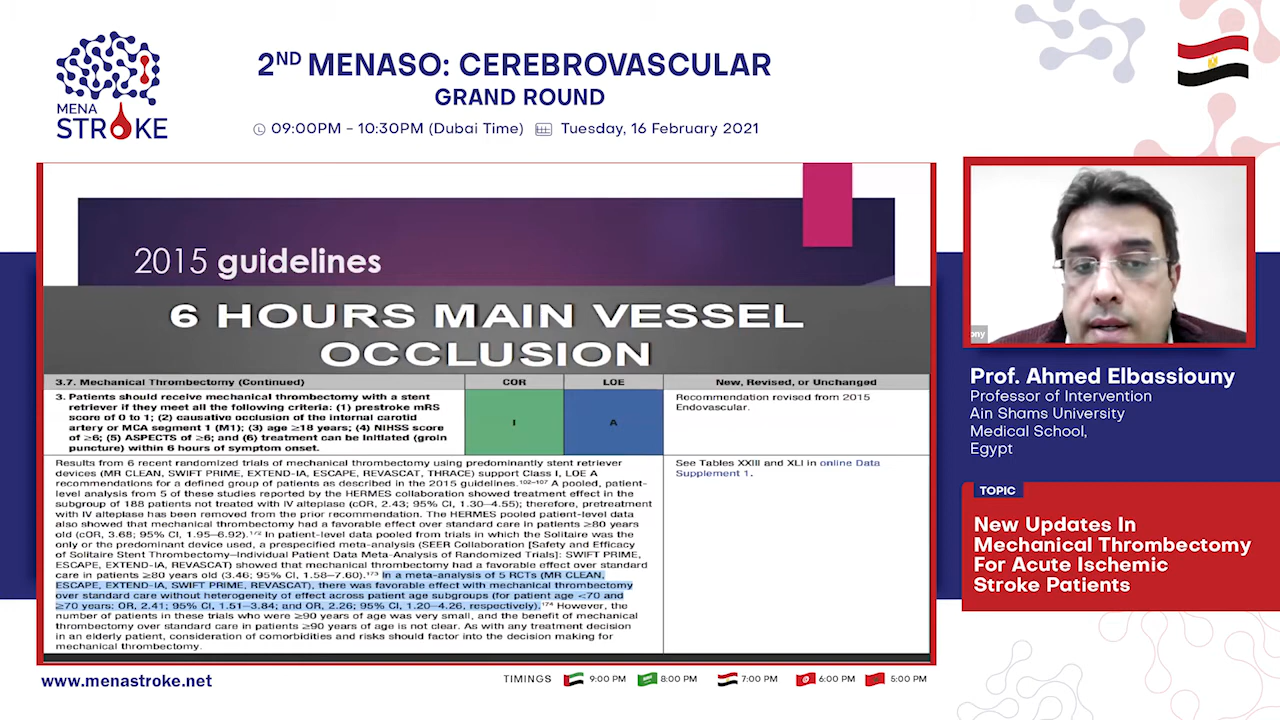 2ND MENASO: CEREBROVASCULAR
GRAND ROUND
09:00PM - 10:30PM (Dubai Time) Tuesday, 16 February 2021
MENA
STROKE
2015 guidelines
6 HOURS MAIN VESSEL
OCCLUSION
3.7. Mechanical Thrombectomy (Continued) COR LOE New, Revised, or Unchanged
3. Patients should receive mechanical thrombectomy with a stent
retriever if they meet all the following criteria: (1) prestroke mRS
score of 0 to 1; (2) causative occlusion of the internal carotid
artery or MCA segment 1 (M1); (3) age ≥18 years; (4) NIHSS score
of ≥6; (5) ASPECTS of ≥6; and (6) treatment can be initiated (groin
puncture) within 6 hours of symptom onset.
I
A
Recommendation revised from 2015
Endovascular.
Results from 6 recent randomized trials of mechanical thrombectomy using predominantly stent retriever
devices (MR CLEAN, SWIFT PRIME, EXTEND-IA, ESCAPE, REVASCAT, THRACE) support Class I, LOE A
recommendations for a defined group of patients as described in the 2015 guidelines.102–107 A pooled, patient-
level analysis from 5 of these studies reported by the HERMES collaboration showed treatment effect in the
subgroup of 188 patients not treated with IV alteplase (cOR, 2.43; 95% CI, 1.30–4.55); therefore, pretreatment
with IV alteplase has been removed from the prior recommendation. The HERMES pooled patient-level data
also showed that mechanical thrombectomy had a favorable effect over standard care in patients ≥80 years
old (cOR, 3.68; 95% CI, 1.95–6.92).172 In patient-level data pooled from trials in which the Solitaire was the
only or the predominant device used, a prespecified meta-analysis (SEER Collaboration [Safety and Efficacy
of Solitaire Stent Thrombectomy–Individual Patient Data Meta-Analysis of Randomized Trials]: SWIFT PRIME,
ESCAPE, EXTEND-IA, REVASCAT) showed that mechanical thrombectomy had a favorable effect over standard
care in patients ≥80 years old (3.46; 95% CI, 1.58–7.60).173 In a meta-analysis of 5 RCTs (MR CLEAN,
ESCAPE, EXTEND-IA, SWIFT PRIME, REVASCAT), there was favorable effect with mechanical thrombectomy
over standard care without heterogeneity of effect across patient age subgroups (for patient age <70 and
≥70 years: OR, 2.41; 95% CI, 1.51–3.84; and OR, 2.26; 95% CI, 1.20–4.26, respectively).174 However, the
number of patients in these trials who were ≥90 years of age was very small, and the benefit of mechanical
thrombectomy over standard care in patients ≥90 years of age is not clear. As with any treatment decision
in an elderly patient, consideration of comorbidities and risks should factor into the decision making for
mechanical thrombectomy.
See Tables XXIII and XLI in online Data
Supplement 1.
ony
Prof. Ahmed Elbassiouny
Professor of Intervention
Ain Shams University
Medical School,
Egypt
TOPIC
New Updates In
Mechanical Thrombectomy
For Acute Ischemic
Stroke Patients
www.menastroke.net
TIMINGS 9:00 PM 8:00 PM 7:00 PM 6:00 PM 5:00 PM